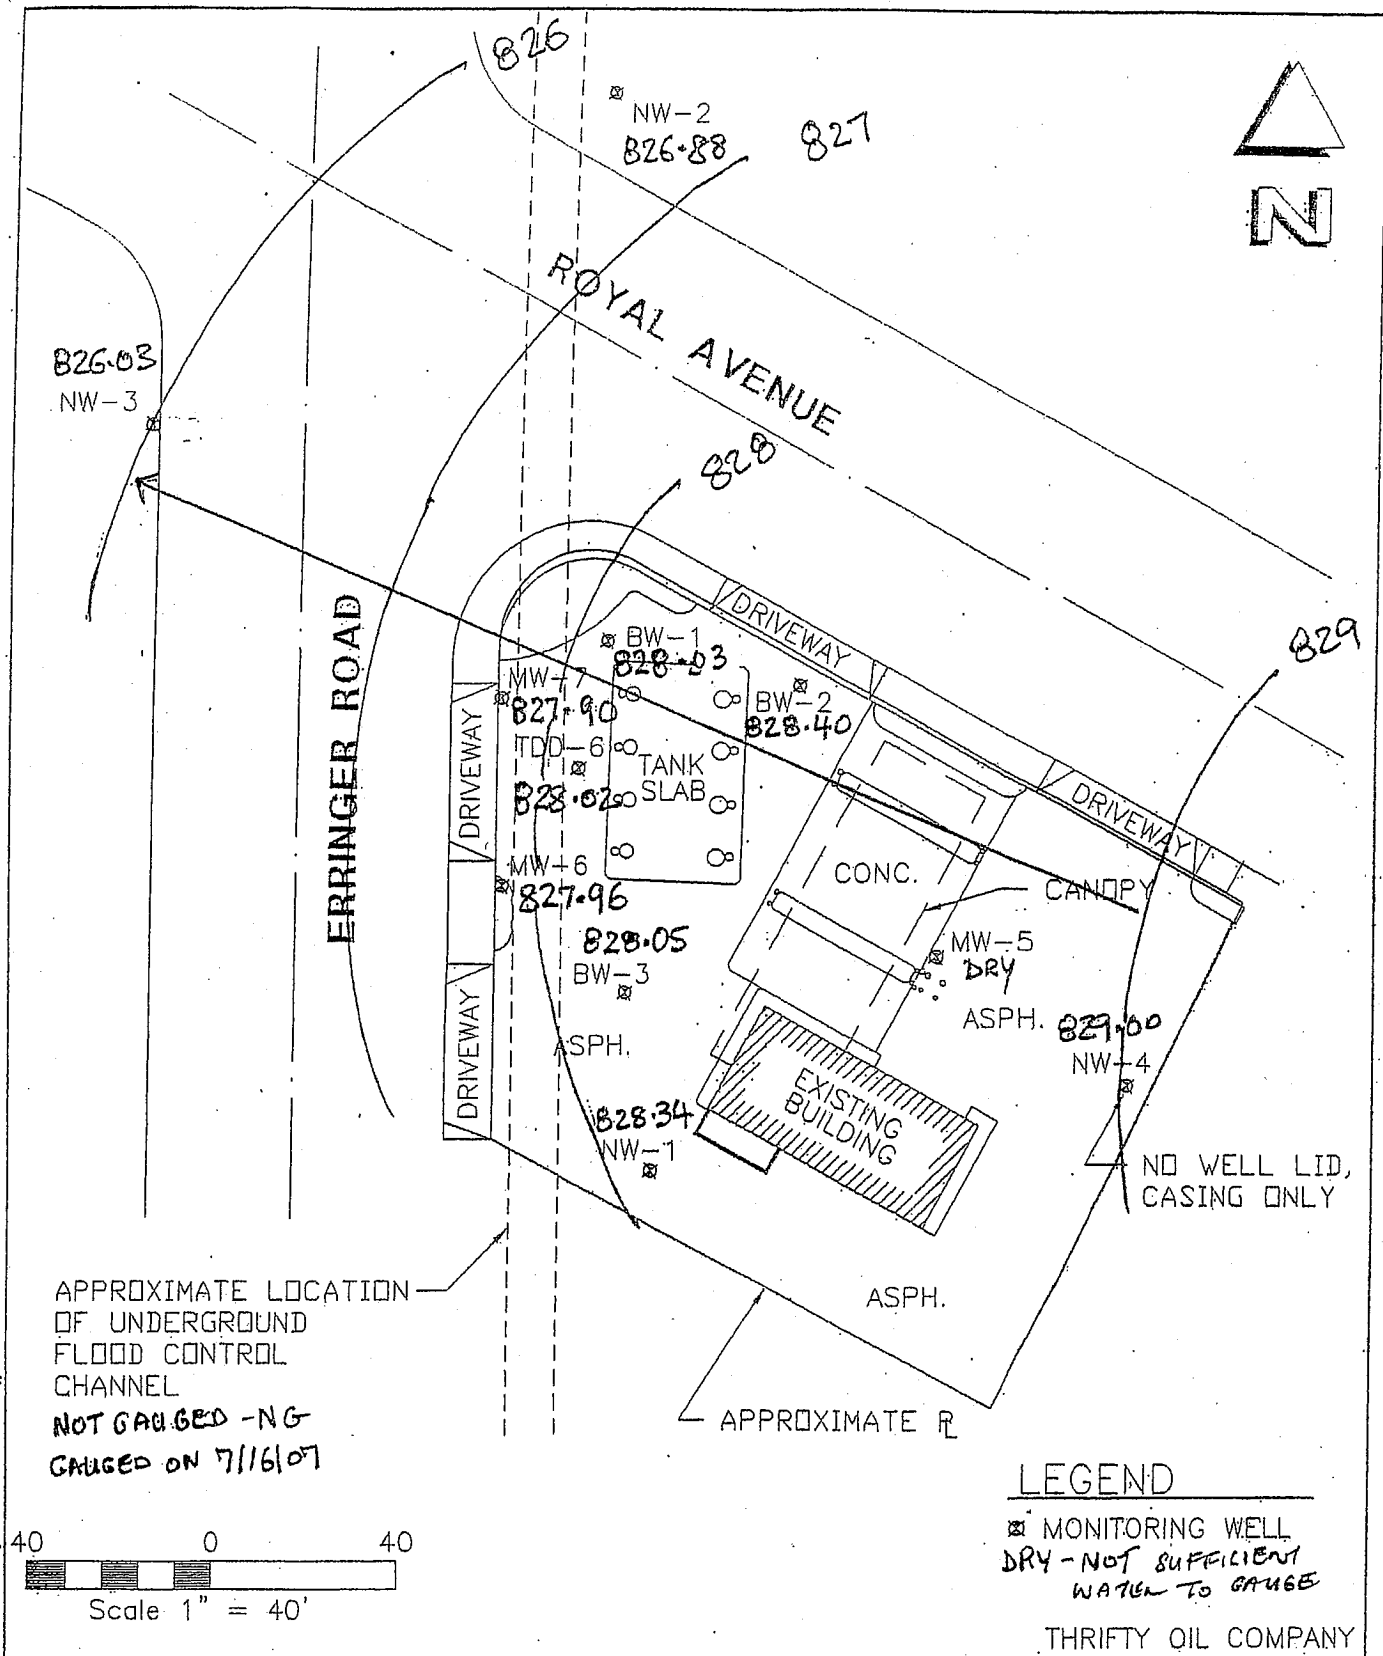 826
NW-2
826.88
827
N
ROYAL AVENUE
826.03
NW-3
828
829
ERRINGER ROAD
DRIVEWAY
BW-1
828.03
MW-7
827.90
BW-2
828.40
TDD-6
828.02
TANK
SLAB
DRIVEWAY
DRIVEWAY
CONC.
CANOPY
MW-6
827.96
828.05
BW-3
MW-5
DRY
ASPH.
829.00
NW-4
DRIVEWAY
ASPH.
EXISTING
BUILDING
828.34
NW-1
NO WELL LID,
CASING ONLY
APPROXIMATE LOCATION
OF UNDERGROUND
FLOOD CONTROL
CHANNEL
NOT GAUGED - NG
GAUGED ON 7/16/07
ASPH.
APPROXIMATE PL
LEGEND
MONITORING WELL
DRY - NOT SUFFICIENT
WATER TO GAUGE
40 0 40
Scale 1" = 40'
THRIFTY OIL COMPANY